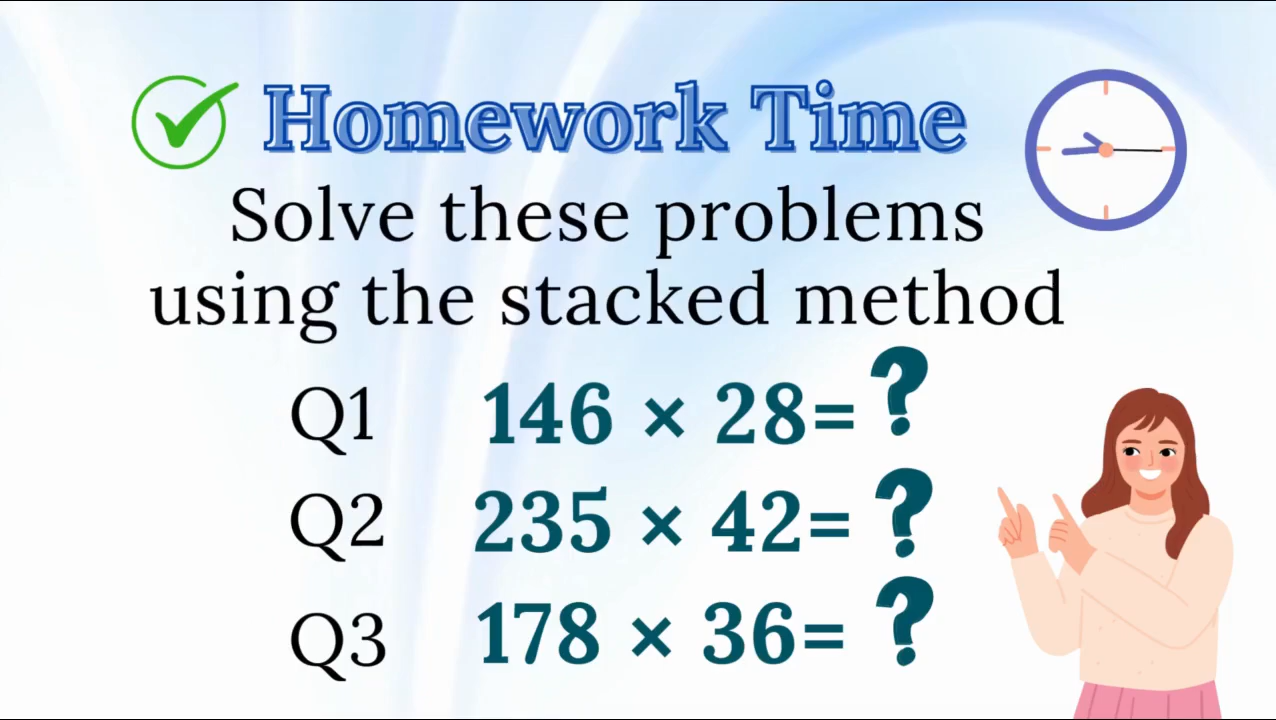 Homework Time
Solve these problems
using the stacked method
Q1 146 × 28= ?
Q2 235 × 42= ?
Q3 178 × 36= ?